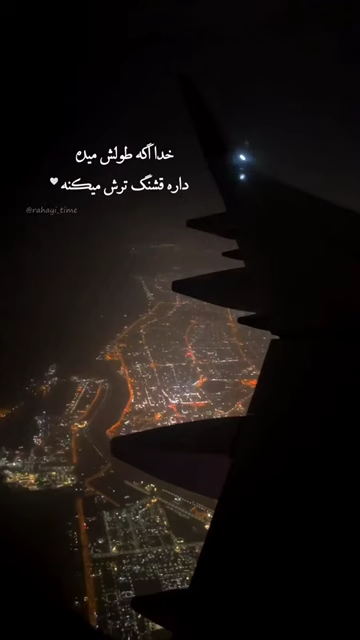 خدا اگه طولش میده
داره قشنگ ترش میکنه🤍
@rahayi_time